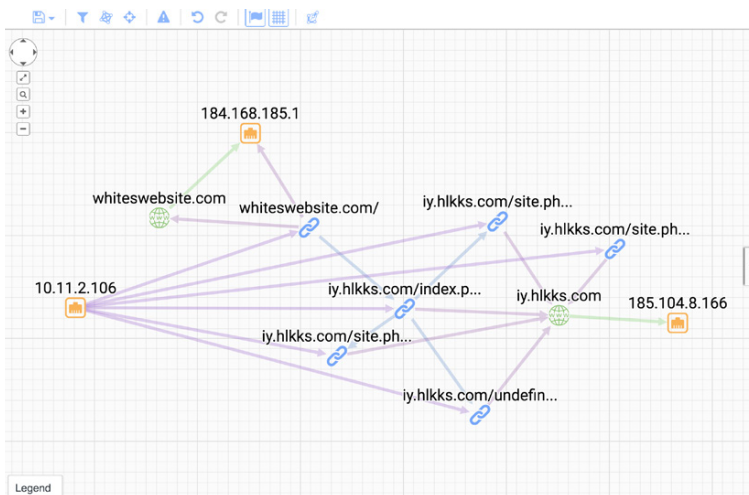 184.168.185.1
whiteswebsite.com
whiteswebsite.com/
iy.hlkks.com/site.ph...
iy.hlkks.com/site.ph...
10.11.2.106
iy.hlkks.com/index.p...
iy.hlkks.com
185.104.8.166
iy.hlkks.com/site.ph...
iy.hlkks.com/undefin...
Legend